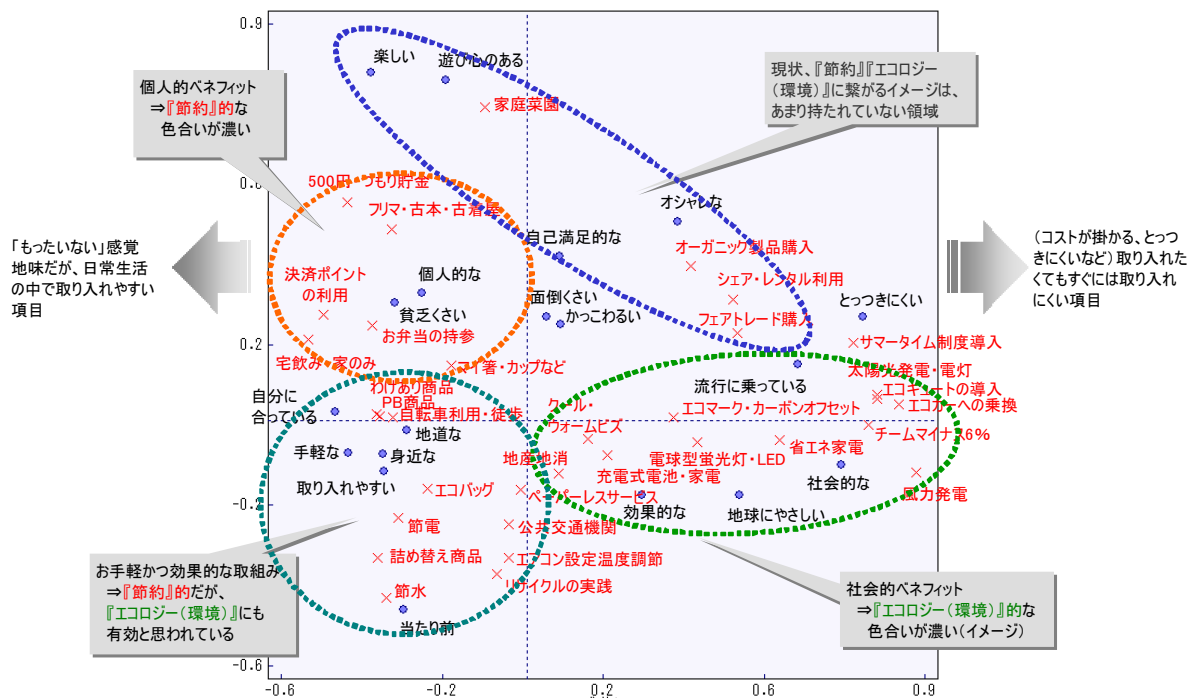 0.9
楽しい
遊び心のある
家庭菜園
現状、『節約』『エコロジー
(環境)』に繋がるイメージは、
あまり持たれていない領域
個人的ベネフィット
⇒『節約』的な
色合いが濃い
0.6
500円 つもり貯金
フリマ・古本・古着屋
オシャレな
自己満足的な
オーガニック製品購入
「もったいない」感覚
地味だが、日常生活
の中で取り入れやすい
項目
(コストが掛かる、とっつ
きにくいなど)取り入れた
くてもすぐには取り入れ
にくい項目
決済ポイント
の利用
個人的な
シェア・レンタル利用
面倒くさい
とっつきにくい
貧乏くさい
かっこわるい
フェアトレード購入
お弁当の持参
0.2
サマータイム制度導入
宅飲み・家のみ
マイ箸・カップなど
太陽光発電・電灯
わけあり商品
流行に乗っている
エコキュートの導入
自分に
合っている
PB商品
クール・
ウォームビズ
エコマーク・カーボンオフセット
エコカーへの乗換
自転車利用・徒歩
地道な
チームマイナス6%
手軽な
身近な
地産地消
電球型蛍光灯・LED
省エネ家電
充電式電池・家電
社会的な
取り入れやすい
エコバッグ
ペーパーレスサービス
風力発電
-0.2
効果的な
地球にやさしい
節電
公共交通機関
詰め替え商品
エアコン設定温度調節
お手軽かつ効果的な取組み
⇒『節約』的だが、
『エコロジー(環境)』にも
有効と思われている
リサイクルの実践
節水
当たり前
社会的ベネフィット
⇒『エコロジー(環境)』的な
色合いが濃い(イメージ)
-0.6
-0.6
-0.2
0.2
0.6
0.9